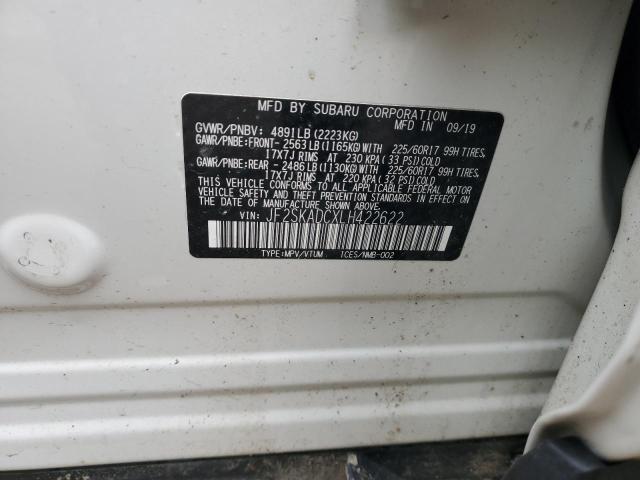 MFD BY SUBARU CORPORATION
GVWR/PNBV: 4891LB(2223KG) MFD IN 09/19
GAWR/PNBE:FRONT- 2563LB(1165KG)WITH 225/60R17 99H TIRES,
17X7J RIMS AT 230 KPA(33 PSI)COLD
GAWR/PNBE:REAR - 2486LB(1130KG)WITH 225/60R17 99H TIRES,
17X7J RIMS AT 220 KPA(32 PSI)COLD
THIS VEHICLE CONFORMS TO ALL APPLICABLE FEDERAL MOTOR
VEHICLE SAFETY AND THEFT PREVENTION STANDARDS IN EFFECT
ON THE DATE OF MANUFACTURE SHOWN ABOVE.
VIN: JF2SKADCXLH422622
TYPE:MPV/VTUM ICES/NMB-002